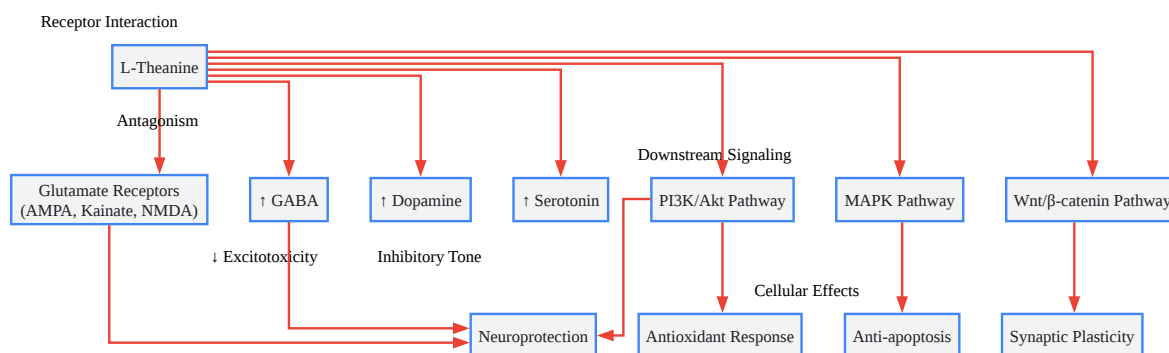 Receptor Interaction
L-Theanine
Antagonism
Downstream Signaling
Glutamate Receptors
(AMPA, Kainate, NMDA)
↑ GABA
↑ Dopamine
↑ Serotonin
PI3K/Akt Pathway
MAPK Pathway
Wnt/β-catenin Pathway
↓ Excitotoxicity
Inhibitory Tone
Cellular Effects
Neuroprotection
Antioxidant Response
Anti-apoptosis
Synaptic Plasticity